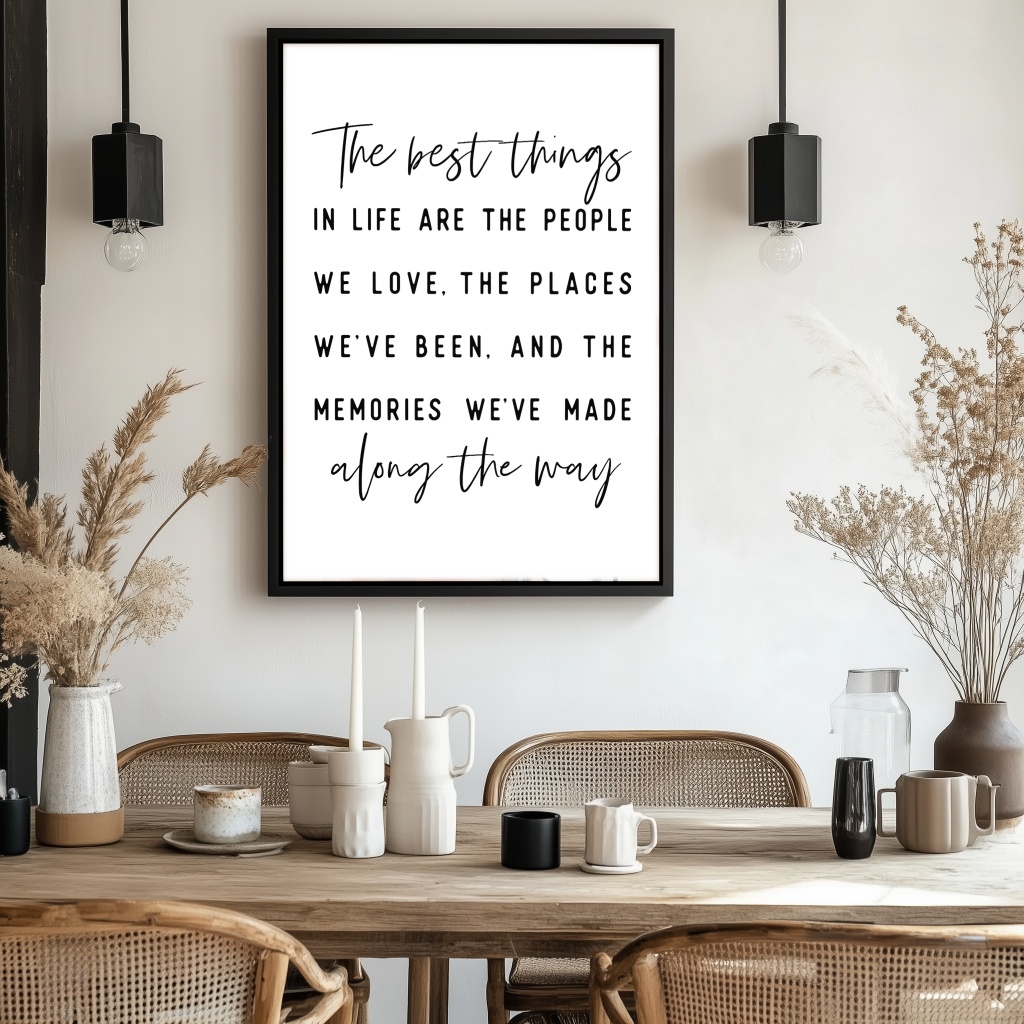 The best things
IN LIFE ARE THE PEOPLE
WE LOVE, THE PLACES
WE'VE BEEN, AND THE
MEMORIES WE'VE MADE
along the way